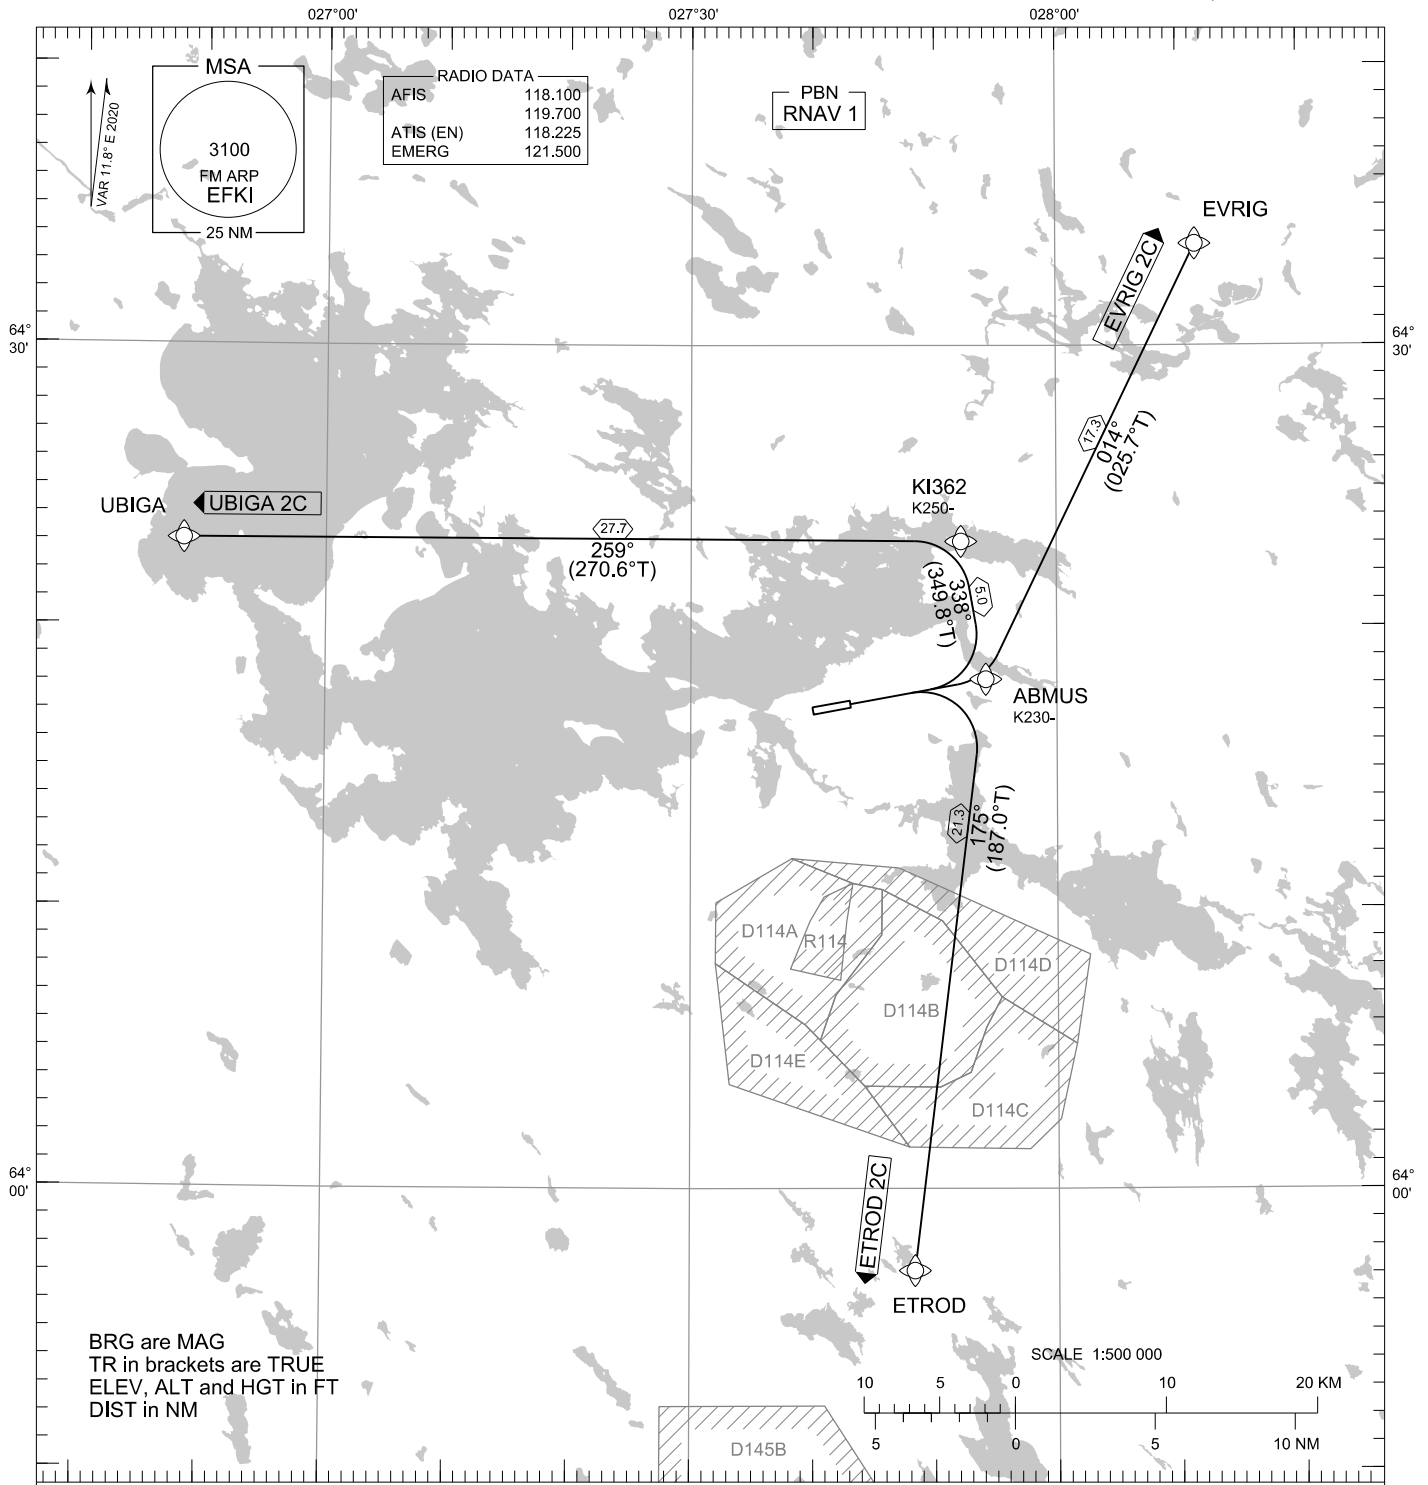 027°00'
027°30'
028°00'
MSA
3100
FM ARP
EFKI
25 NM
VAR 11.8° E 2020
RADIO DATA
AFIS 118.100
119.700
ATIS (EN) 118.225
EMERG 121.500
PBN
RNAV 1
EVRIG
EVRIG 2C
64°
30'
64°
30'
17.3
014°
(025.7°T)
UBIGA
UBIGA 2C
KI362
K250-
27.7
259°
(270.6°T)
5.0
338°
(349.8°T)
ABMUS
K230-
21.3
175°
(187.0°T)
D114A
R114
D114D
D114B
D114E
D114C
64°
00'
64°
00'
ETROD 2C
ETROD
BRG are MAG
TR in brackets are TRUE
ELEV, ALT and HGT in FT
DIST in NM
SCALE 1:500 000
10 5 0 10 20 KM
5 0 5 10 NM
D145B